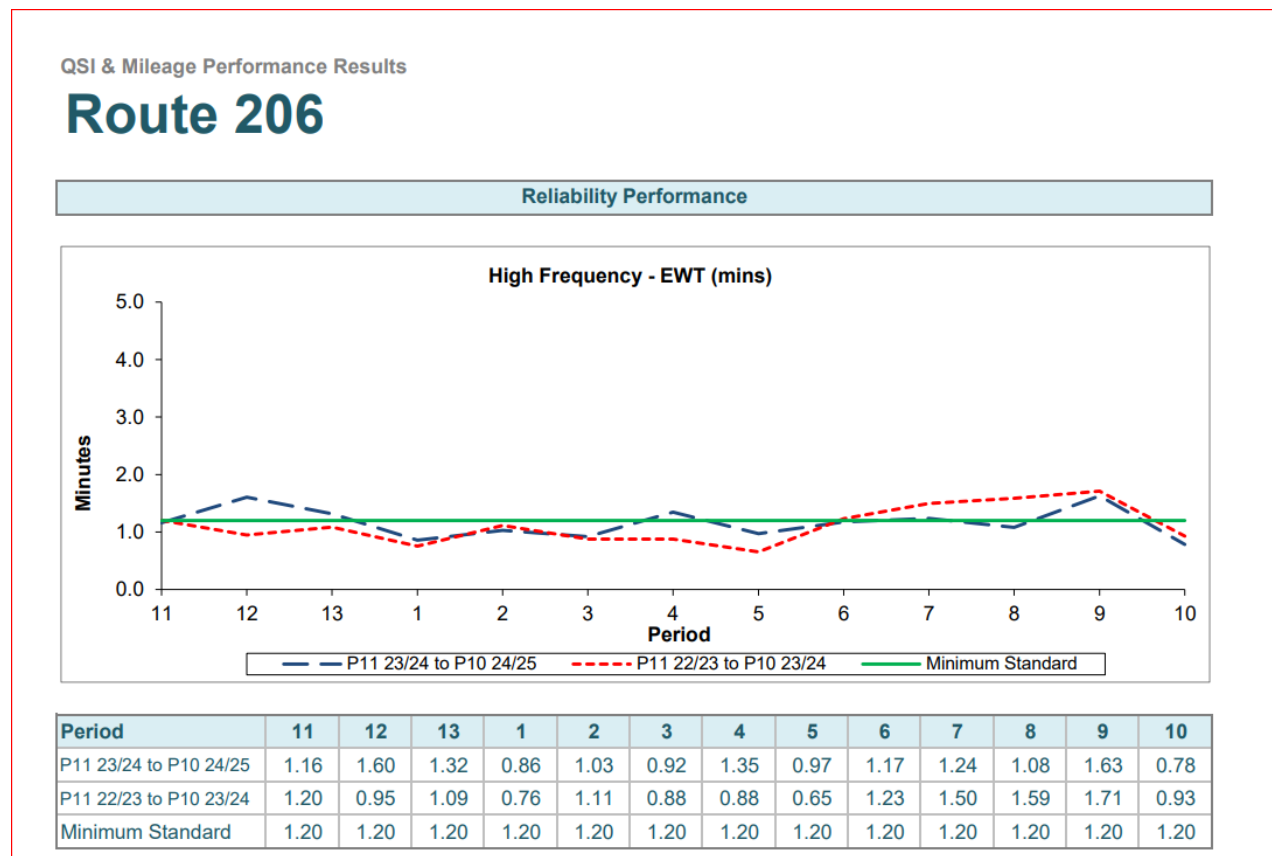 QSI & Mileage Performance Results
Route 206
Reliability Performance
High Frequency - EWT (mins)
5.0
4.0
3.0
2.0
1.0
0.0
Minutes
11 12 13 1 2 3 4 5 6 7 8 9 10
Period
P11 23/24 to P10 24/25 P11 22/23 to P10 23/24 Minimum Standard
Period 11 12 13 1 2 3 4 5 6 7 8 9 10
P11 23/24 to P10 24/25 1.16 1.60 1.32 0.86 1.03 0.92 1.35 0.97 1.17 1.24 1.08 1.63 0.78
P11 22/23 to P10 23/24 1.20 0.95 1.09 0.76 1.11 0.88 0.88 0.65 1.23 1.50 1.59 1.71 0.93
Minimum Standard 1.20 1.20 1.20 1.20 1.20 1.20 1.20 1.20 1.20 1.20 1.20 1.20 1.20